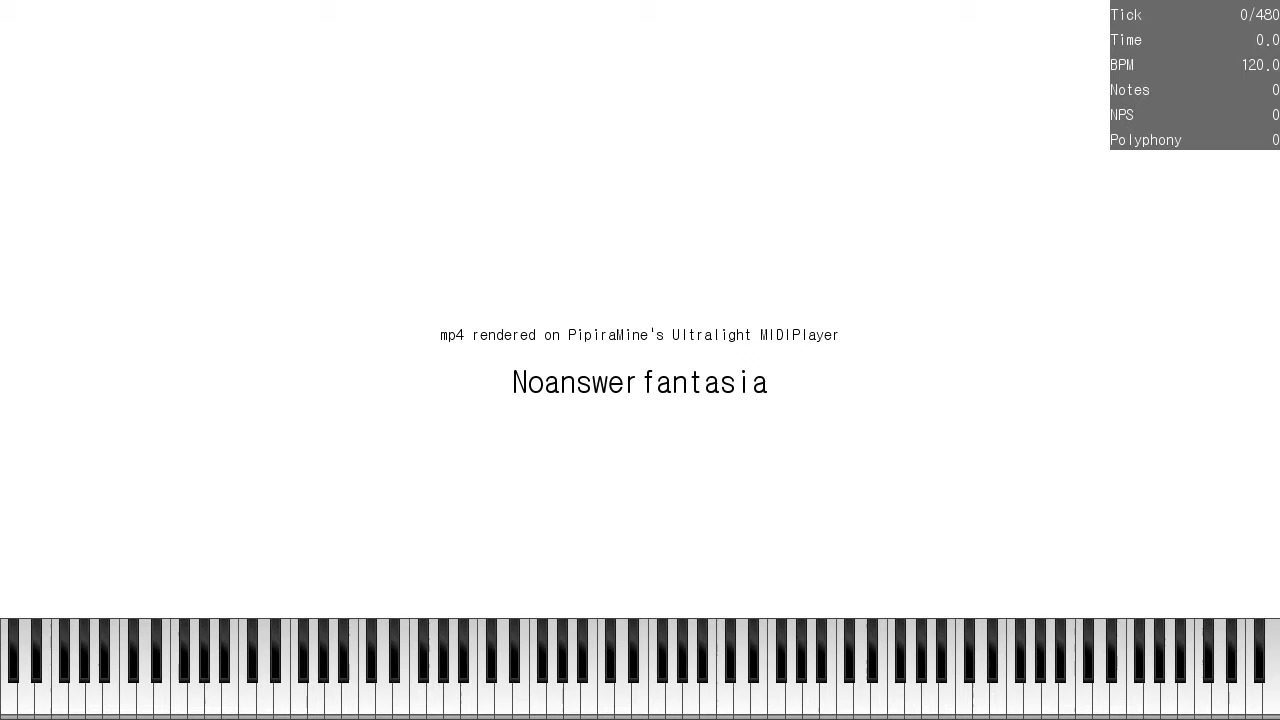 Tick 0/480
Time 0.0
BPM 120.0
Notes 0
NPS 0
Polyphony 0
mp4 rendered on PipiraMine's Ultralight MIDIPlayer
Noanswer fantasia